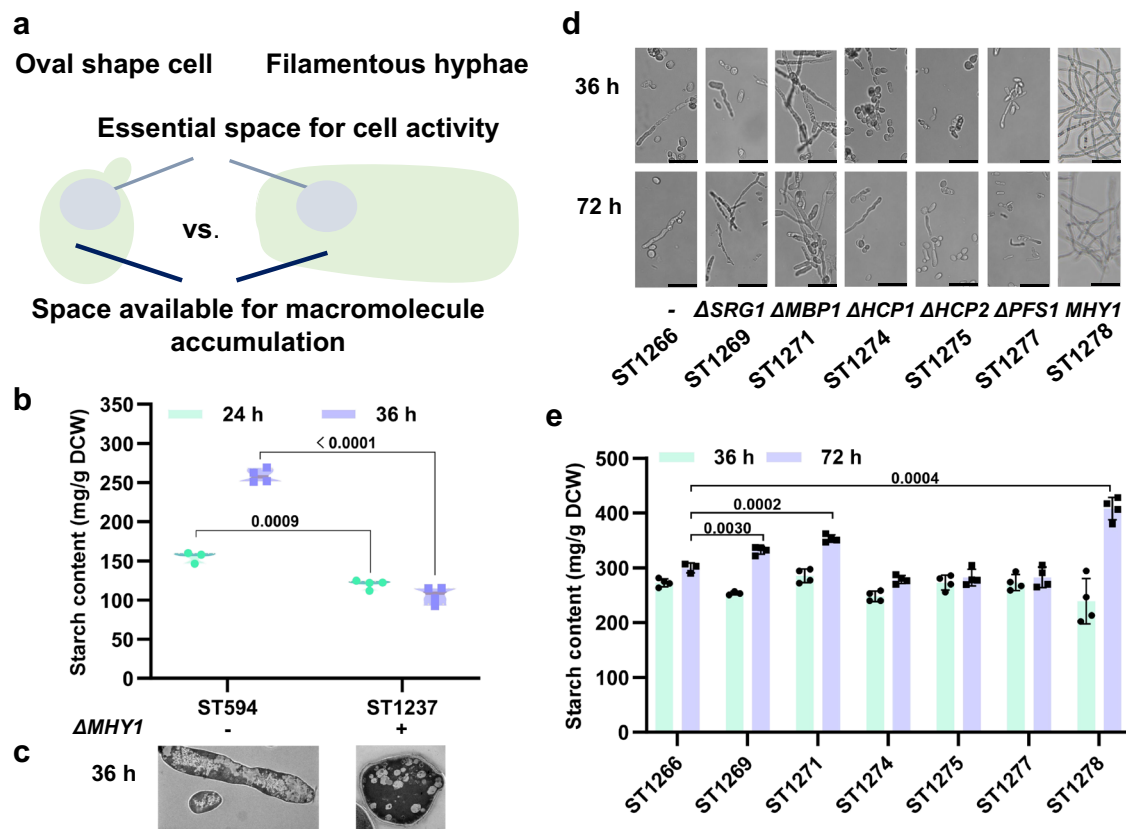 a
Oval shape cell
Filamentous hyphae
Essential space for cell activity
vs.
Space available for macromolecule
accumulation
b
Starch content (mg/g DCW)
350
300
250
200
150
100
50
0
24 h
36 h
< 0.0001
0.0009
ST594
ST1237
ΔMHY1
-
+
c
36 h
d
36 h
72 h
-
ΔSRG1
ΔMBP1
ΔHCP1
ΔHCP2
ΔPFS1
MHY1
ST1266
ST1269
ST1271
ST1274
ST1275
ST1277
ST1278
e
Starch content (mg/g DCW)
500
400
300
200
100
0
36 h
72 h
0.0004
0.0002
0.0030
ST1266
ST1269
ST1271
ST1274
ST1275
ST1277
ST1278